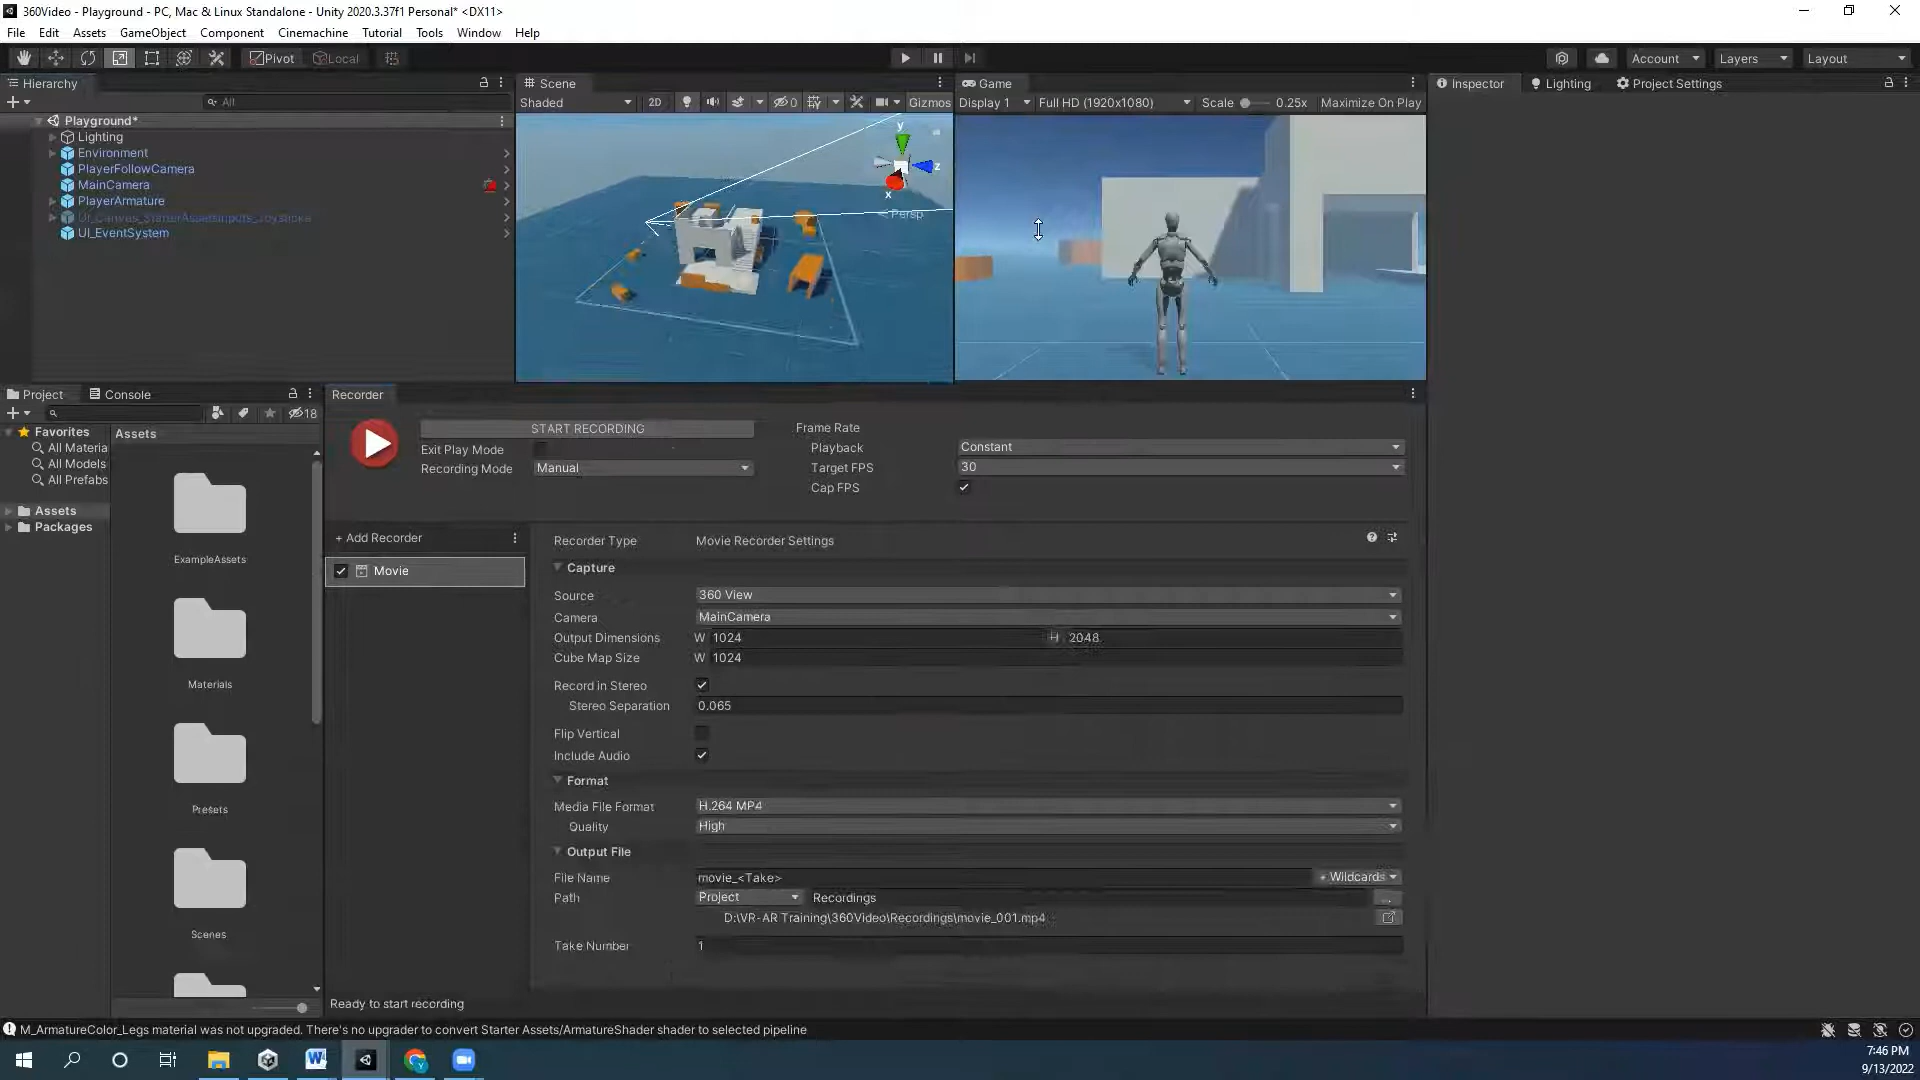 360Video - Playground - PC, Mac & Linux Standalone - Unity 2020.3.37f1 Personal* <DX11>
File Edit Assets GameObject Component Cinemachine Tutorial Tools Window Help
Pivot Local Account Layers Layout
Hierarchy
All
Playground*
Lighting
Environment
PlayerFollowCamera
MainCamera
PlayerArmature
UI_Canvas_StarterAssetsInputs_Joysticks
UI_EventSystem
Scene
Shaded 2D 0 Gizmos
y
z
x
Persp
Game
Display 1 Full HD (1920x1080) Scale 0.25x Maximize On Play
Inspector Lighting Project Settings
Project Console
18
Favorites
All Materia
All Models
All Prefabs
Assets
Packages
Assets
ExampleAssets
Materials
Presets
Scenes
Recorder
START RECORDING
Exit Play Mode
Recording Mode Manual
Frame Rate
Playback Constant
Target FPS 30
Cap FPS
+ Add Recorder
Movie
Recorder Type Movie Recorder Settings
Capture
Source 360 View
Camera MainCamera
Output Dimensions W 1024 H 2048
Cube Map Size W 1024
Record in Stereo
Stereo Separation 0.065
Flip Vertical
Include Audio
Format
Media File Format H.264 MP4
Quality High
Output File
File Name movie_<Take> + Wildcards
Path Project Recordings ...
D:\VR-AR Training\360Video\Recordings\movie_001.mp4
Take Number 1
Ready to start recording
M_ArmatureColor_Legs material was not upgraded. There's no upgrader to convert Starter Assets/ArmatureShader shader to selected pipeline
7:46 PM
9/13/2022